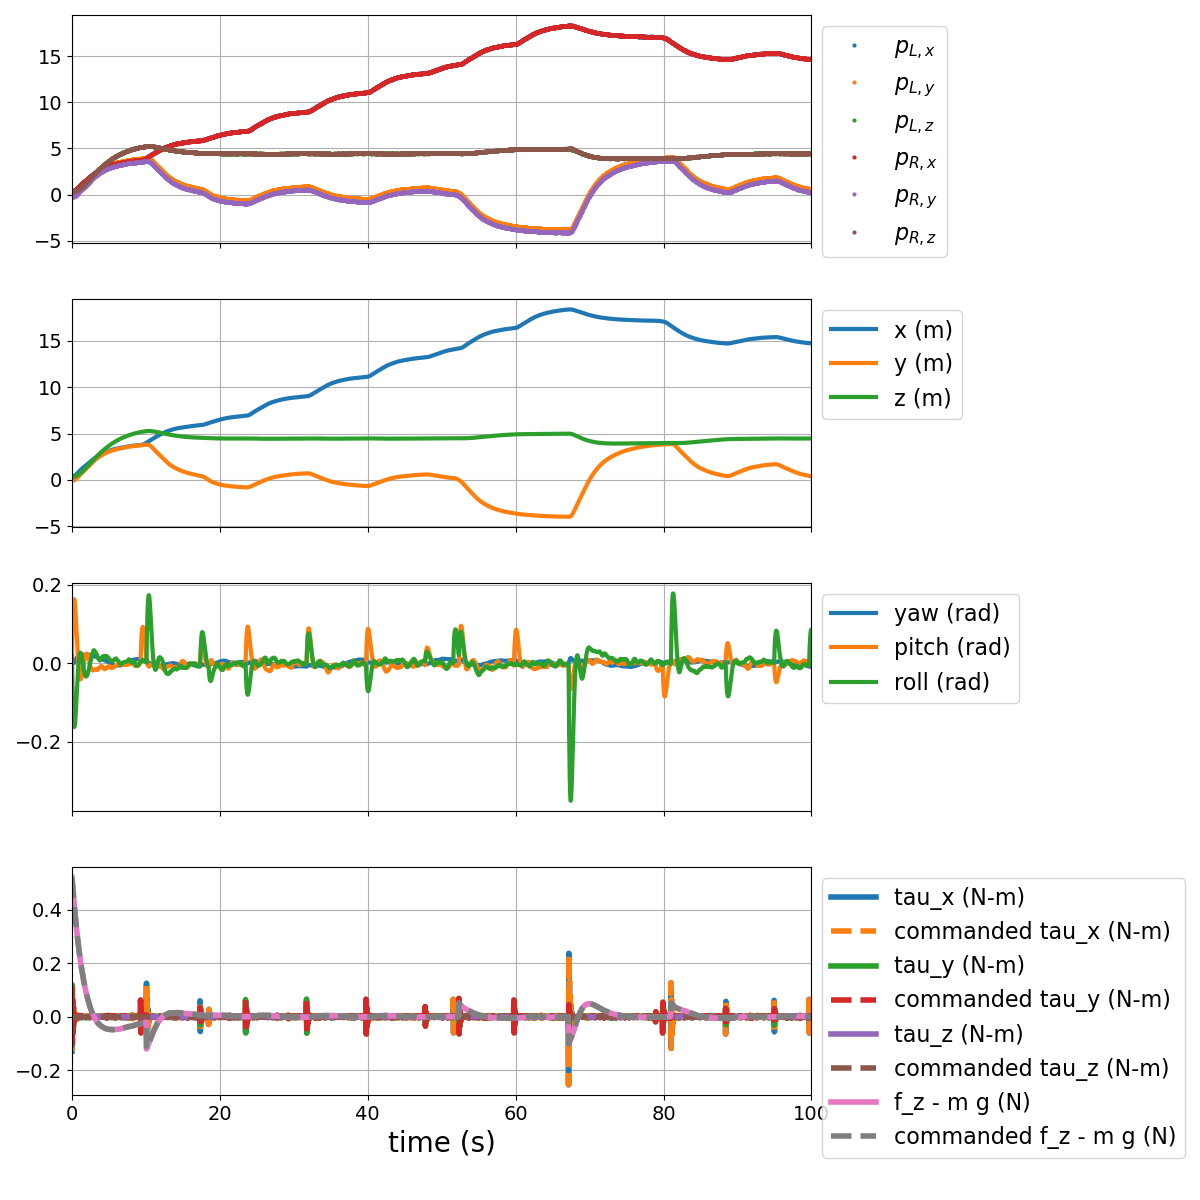 15
10
5
0
−5
p_{L,x}
p_{L,y}
p_{L,z}
p_{R,x}
p_{R,y}
p_{R,z}
15
10
5
0
−5
x (m)
y (m)
z (m)
0.2
0.0
−0.2
yaw (rad)
pitch (rad)
roll (rad)
0.4
0.2
0.0
−0.2
0 20 40 60 80 100
time (s)
tau_x (N-m)
commanded tau_x (N-m)
tau_y (N-m)
commanded tau_y (N-m)
tau_z (N-m)
commanded tau_z (N-m)
f_z - m g (N)
commanded f_z - m g (N)